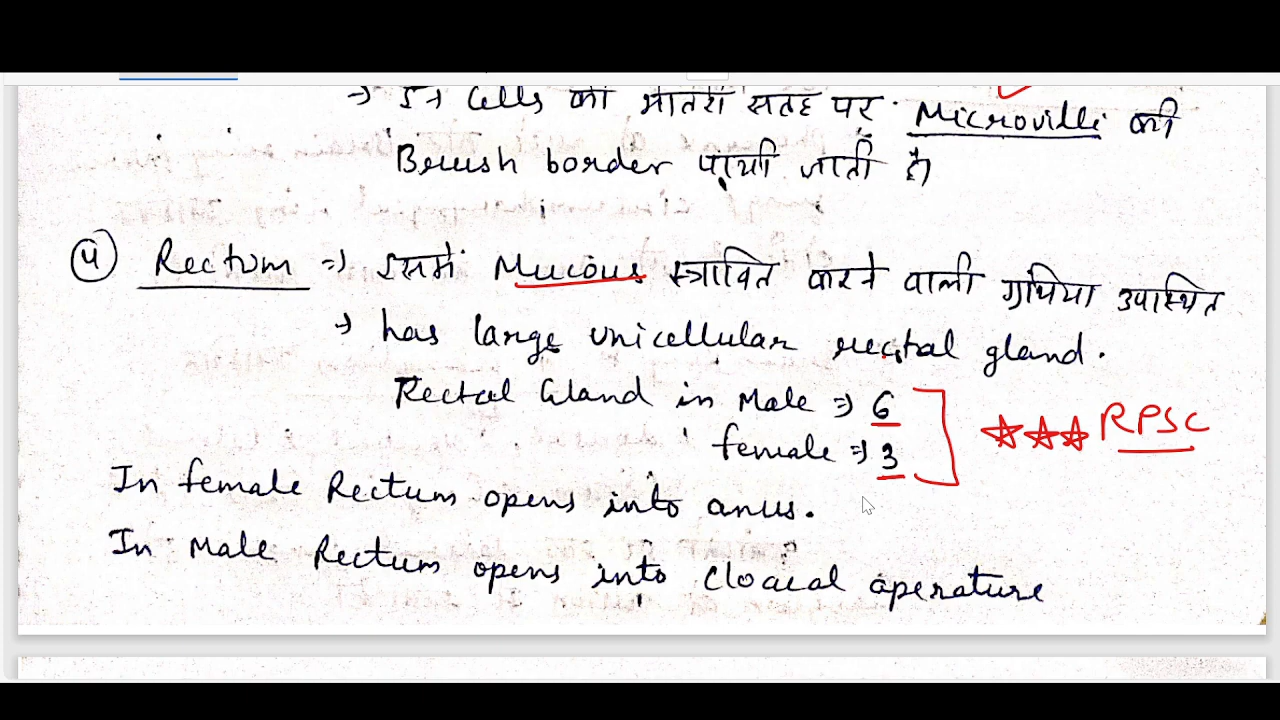 → इन Cells की भीतरी सतह पर Microvilli की
Brush border पायी जाती है।
④ Rectum ⇒ इसमें Mucous स्त्रावित करने वाली ग्रंथिया उपस्थित
→ has large unicellular rectal gland.
Rectal Gland in Male ⇒ 6
female ⇒ 3
RPSC
In female Rectum opens into anus.
In Male Rectum opens into Cloacal aperature